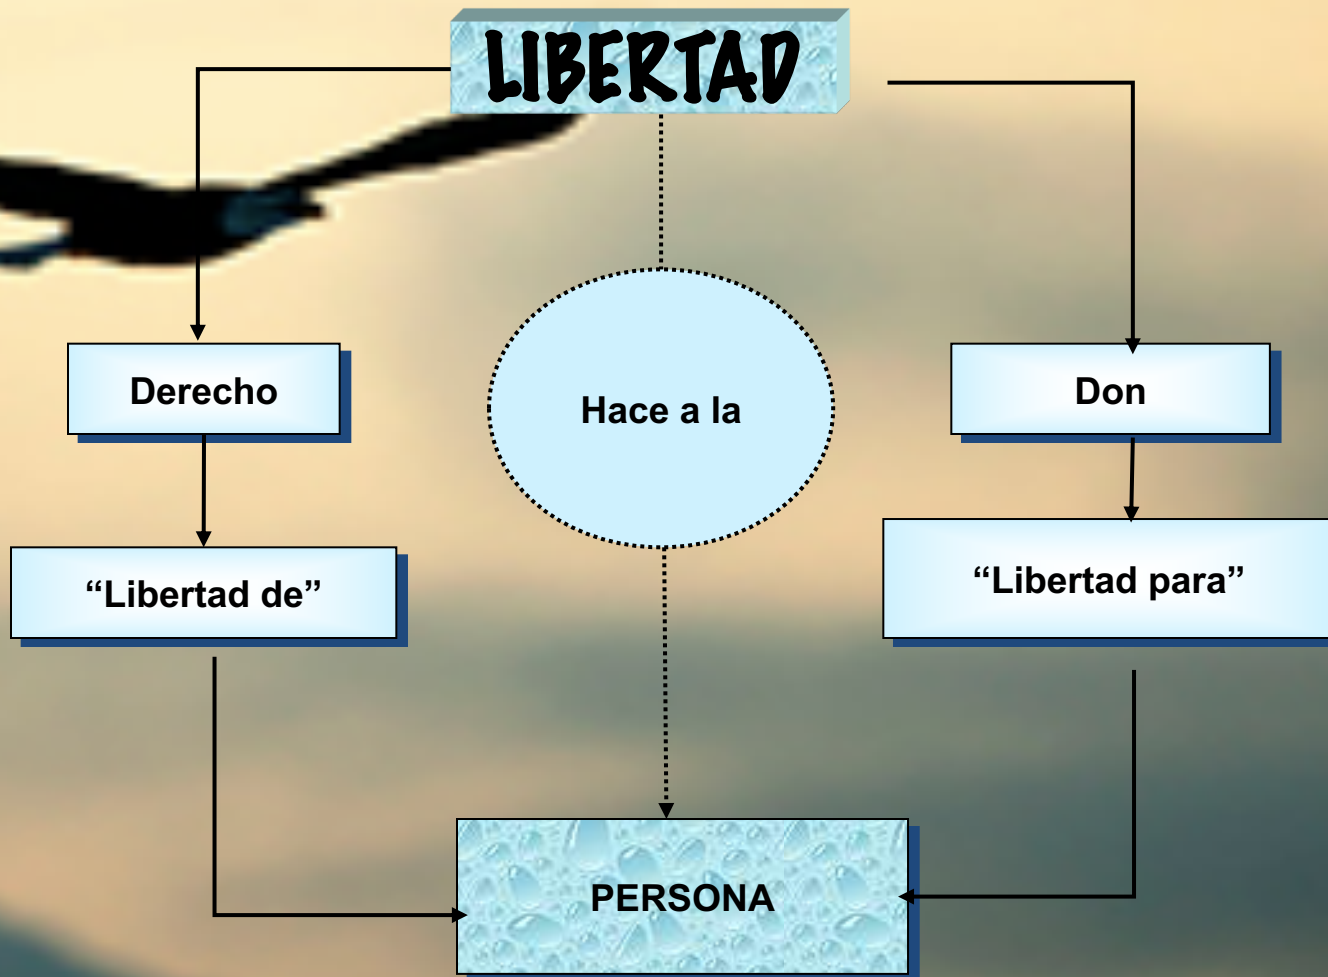 LIBERTAD
Derecho
Hace a la
Don
“Libertad de”
“Libertad para”
PERSONA